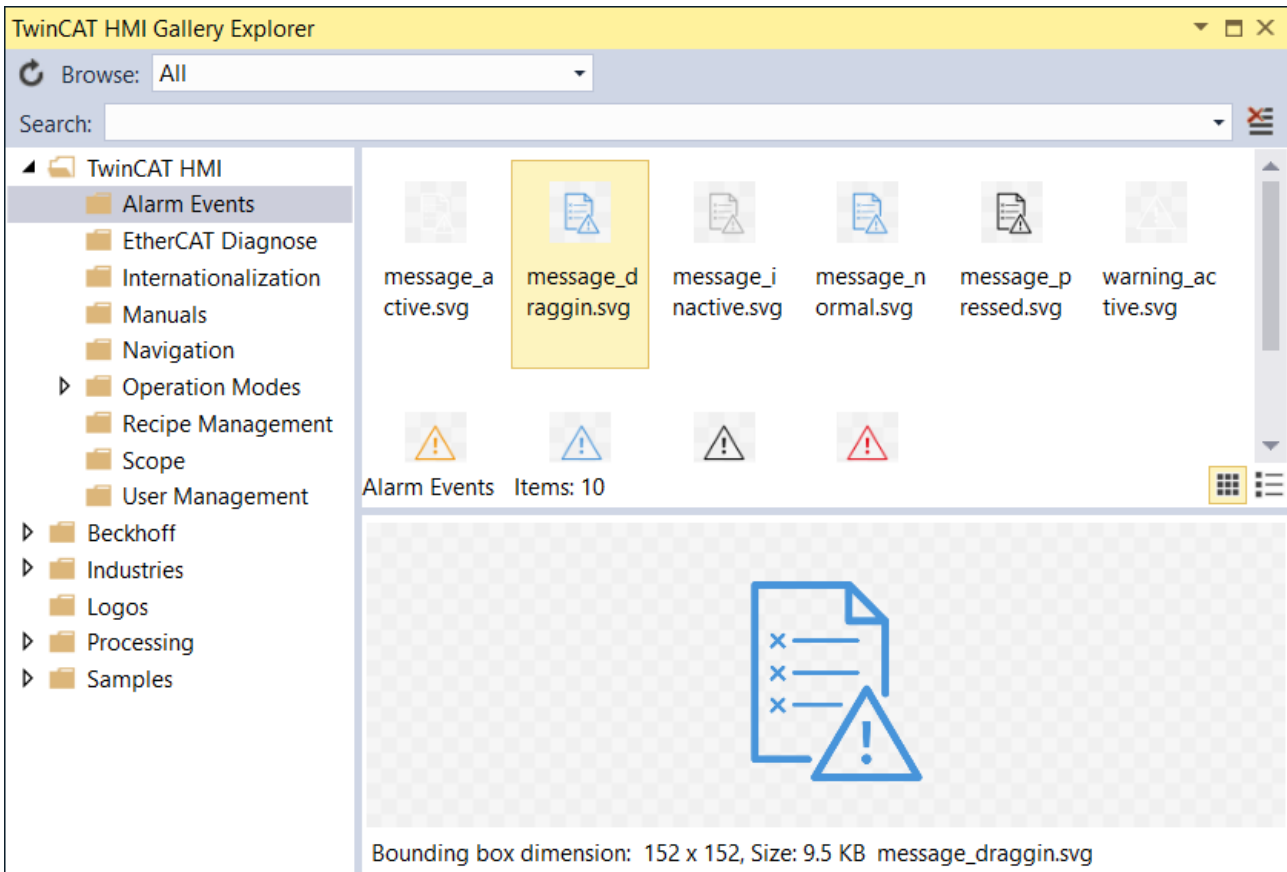 TwinCAT HMI Gallery Explorer
Browse: All
Search:
TwinCAT HMI
Alarm Events
EtherCAT Diagnose
Internationalization
Manuals
Navigation
Operation Modes
Recipe Management
Scope
User Management
Beckhoff
Industries
Logos
Processing
Samples
message_a
ctive.svg
message_d
raggin.svg
message_i
nactive.svg
message_n
ormal.svg
message_p
ressed.svg
warning_ac
tive.svg
Alarm Events Items: 10
Bounding box dimension: 152 x 152, Size: 9.5 KB message_draggin.svg